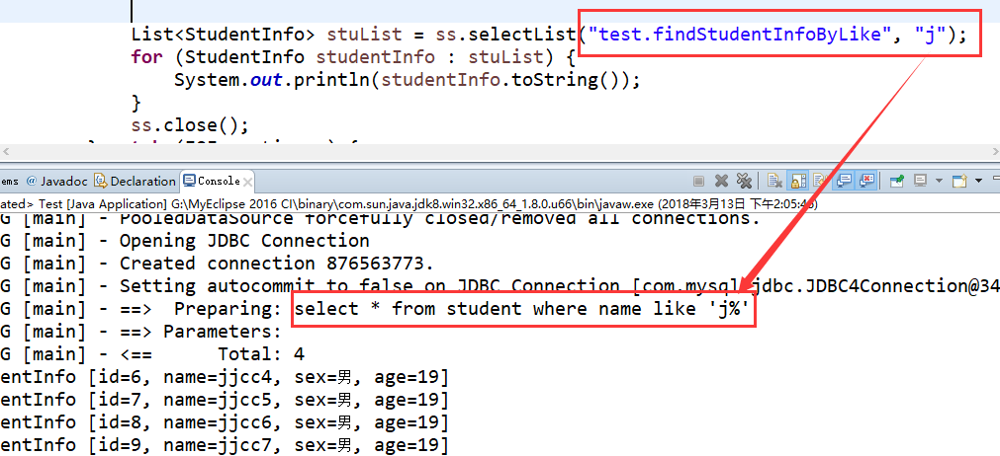 List<StudentInfo> stuList = ss.selectList("test.findStudentInfoByLike", "j");
for (StudentInfo studentInfo : stuList) {
System.out.println(studentInfo.toString());
}
ss.close();
ems @ Javadoc Declaration Console
ated> Test [Java Application] G:\MyEclipse 2016 CI\binary\com.sun.java.jdk8.win32.x86_64_1.8.0.u66\bin\javaw.exe (2018年3月13日 下午2:05:46)
G [main] - PooledDataSource forcefully closed/removed all connections.
G [main] - Opening JDBC Connection
G [main] - Created connection 876563773.
G [main] - Setting autocommit to false on JDBC Connection [com.mysql.jdbc.JDBC4Connection@34
G [main] - ==>  Preparing: select * from student where name like 'j%'
G [main] - ==> Parameters:
G [main] - <==      Total: 4
entInfo [id=6, name=jjcc4, sex=男, age=19]
entInfo [id=7, name=jjcc5, sex=男, age=19]
entInfo [id=8, name=jjcc6, sex=男, age=19]
entInfo [id=9, name=jjcc7, sex=男, age=19]